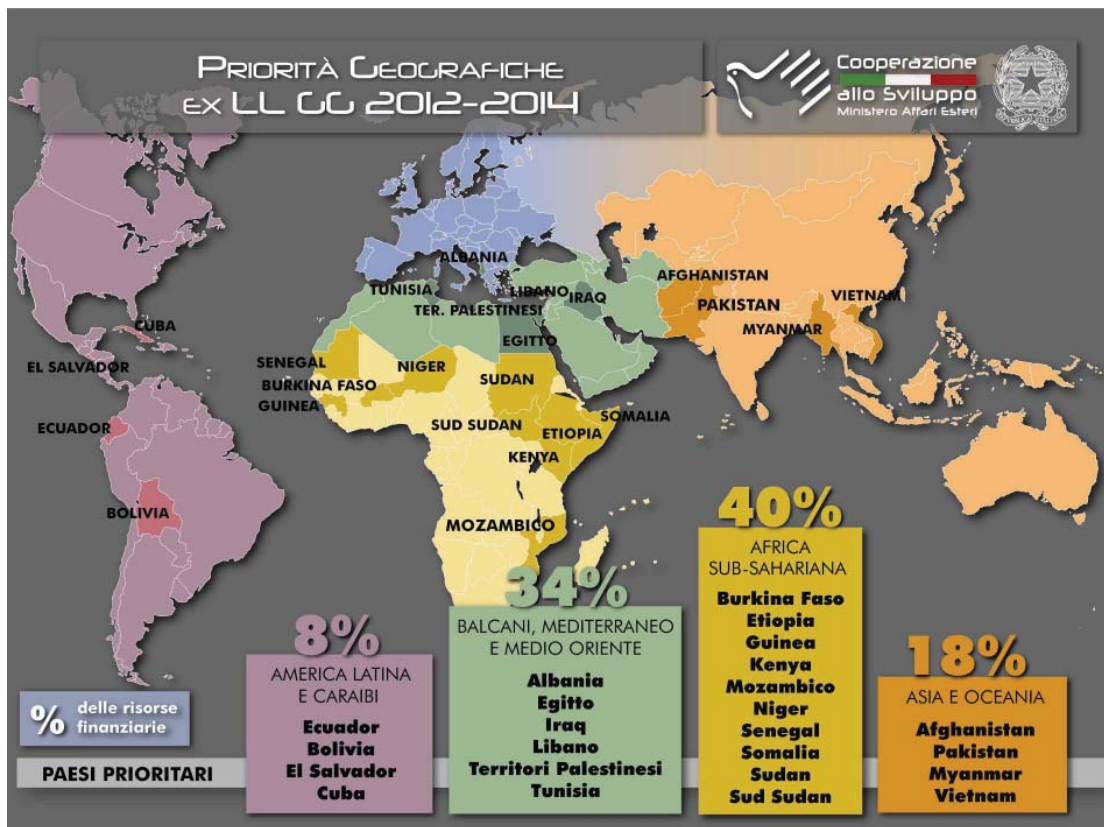 PRIORITÀ GEOGRAFICHE
EX LL GG 2012-2014
Cooperazione
allo Sviluppo
Ministero Affari Esteri
ALBANIA
TUNISIA
LIBANO
IRAQ
AFGHANISTAN
TER. PALESTINESI
PAKISTAN
VIETNAM
CUBA
MYANMAR
EGITTO
EL SALVADOR
SENEGAL
NIGER
SUDAN
BURKINA FASO
GUINEA
SOMALIA
ECUADOR
SUD SUDAN
ETIOPIA
KENYA
BOLIVIA
MOZAMBICO
8%
AMERICA LATINA
E CARAIBI
Ecuador
Bolivia
El Salvador
Cuba
34%
BALCANI, MEDITERRANEO
E MEDIO ORIENTE
Albania
Egitto
Iraq
Libano
Territori Palestinesi
Tunisia
40%
AFRICA
SUB-SAHARIANA
Burkina Faso
Etiopia
Guinea
Kenya
Mozambico
Niger
Senegal
Somalia
Sudan
Sud Sudan
18%
ASIA E OCEANIA
Afghanistan
Pakistan
Myanmar
Vietnam
% delle risorse
finanziarie
PAESI PRIORITARI